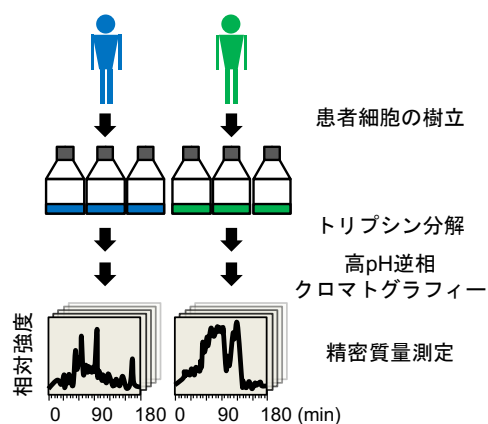 患者細胞の樹立
トリプシン分解
高pH逆相
クロマトグラフィー
精密質量測定
相対強度
0 90 180 0 90 180 (min)